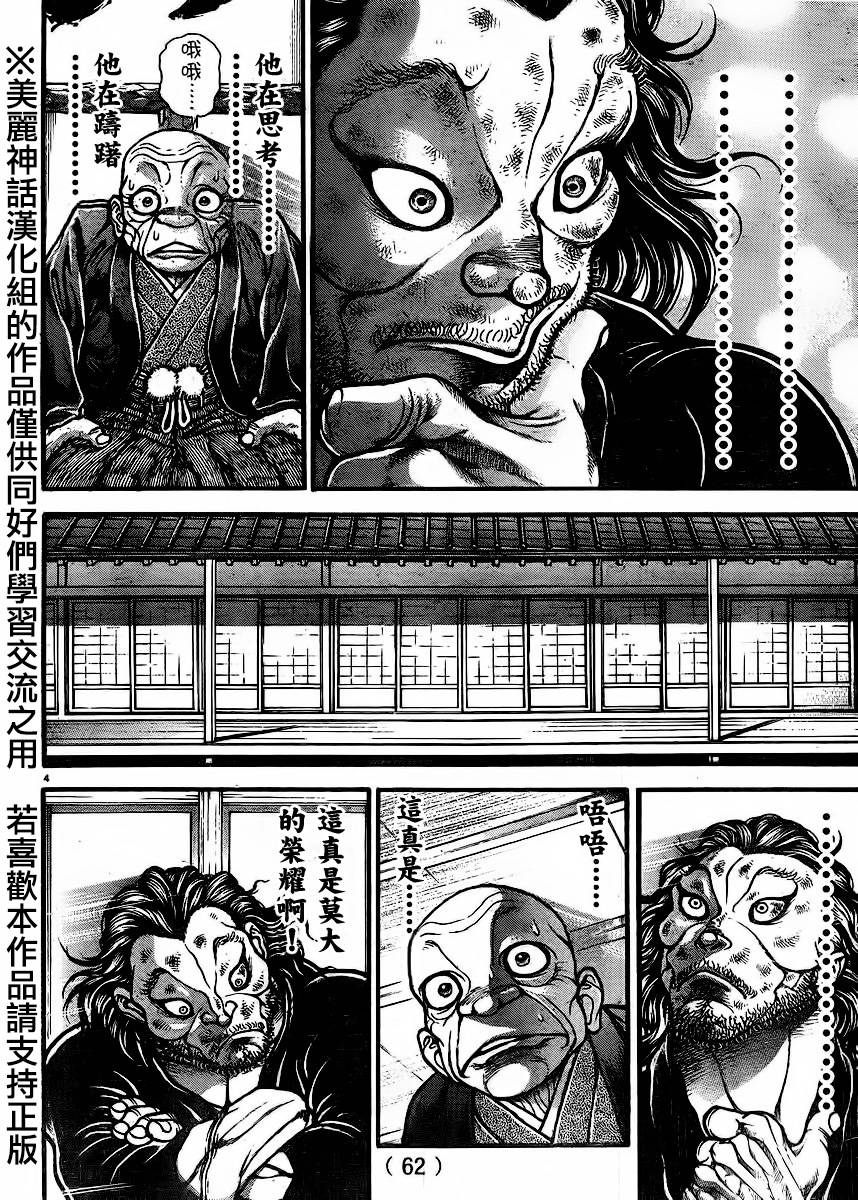 ※美麗神話漢化組的作品僅供同好們學習交流之用
若喜歡本作品請支持正版
哦哦……
他在思考…………
他在躊躇…………
4
唔唔……
這真是……
這真是莫大
的榮耀啊！
( 62 )